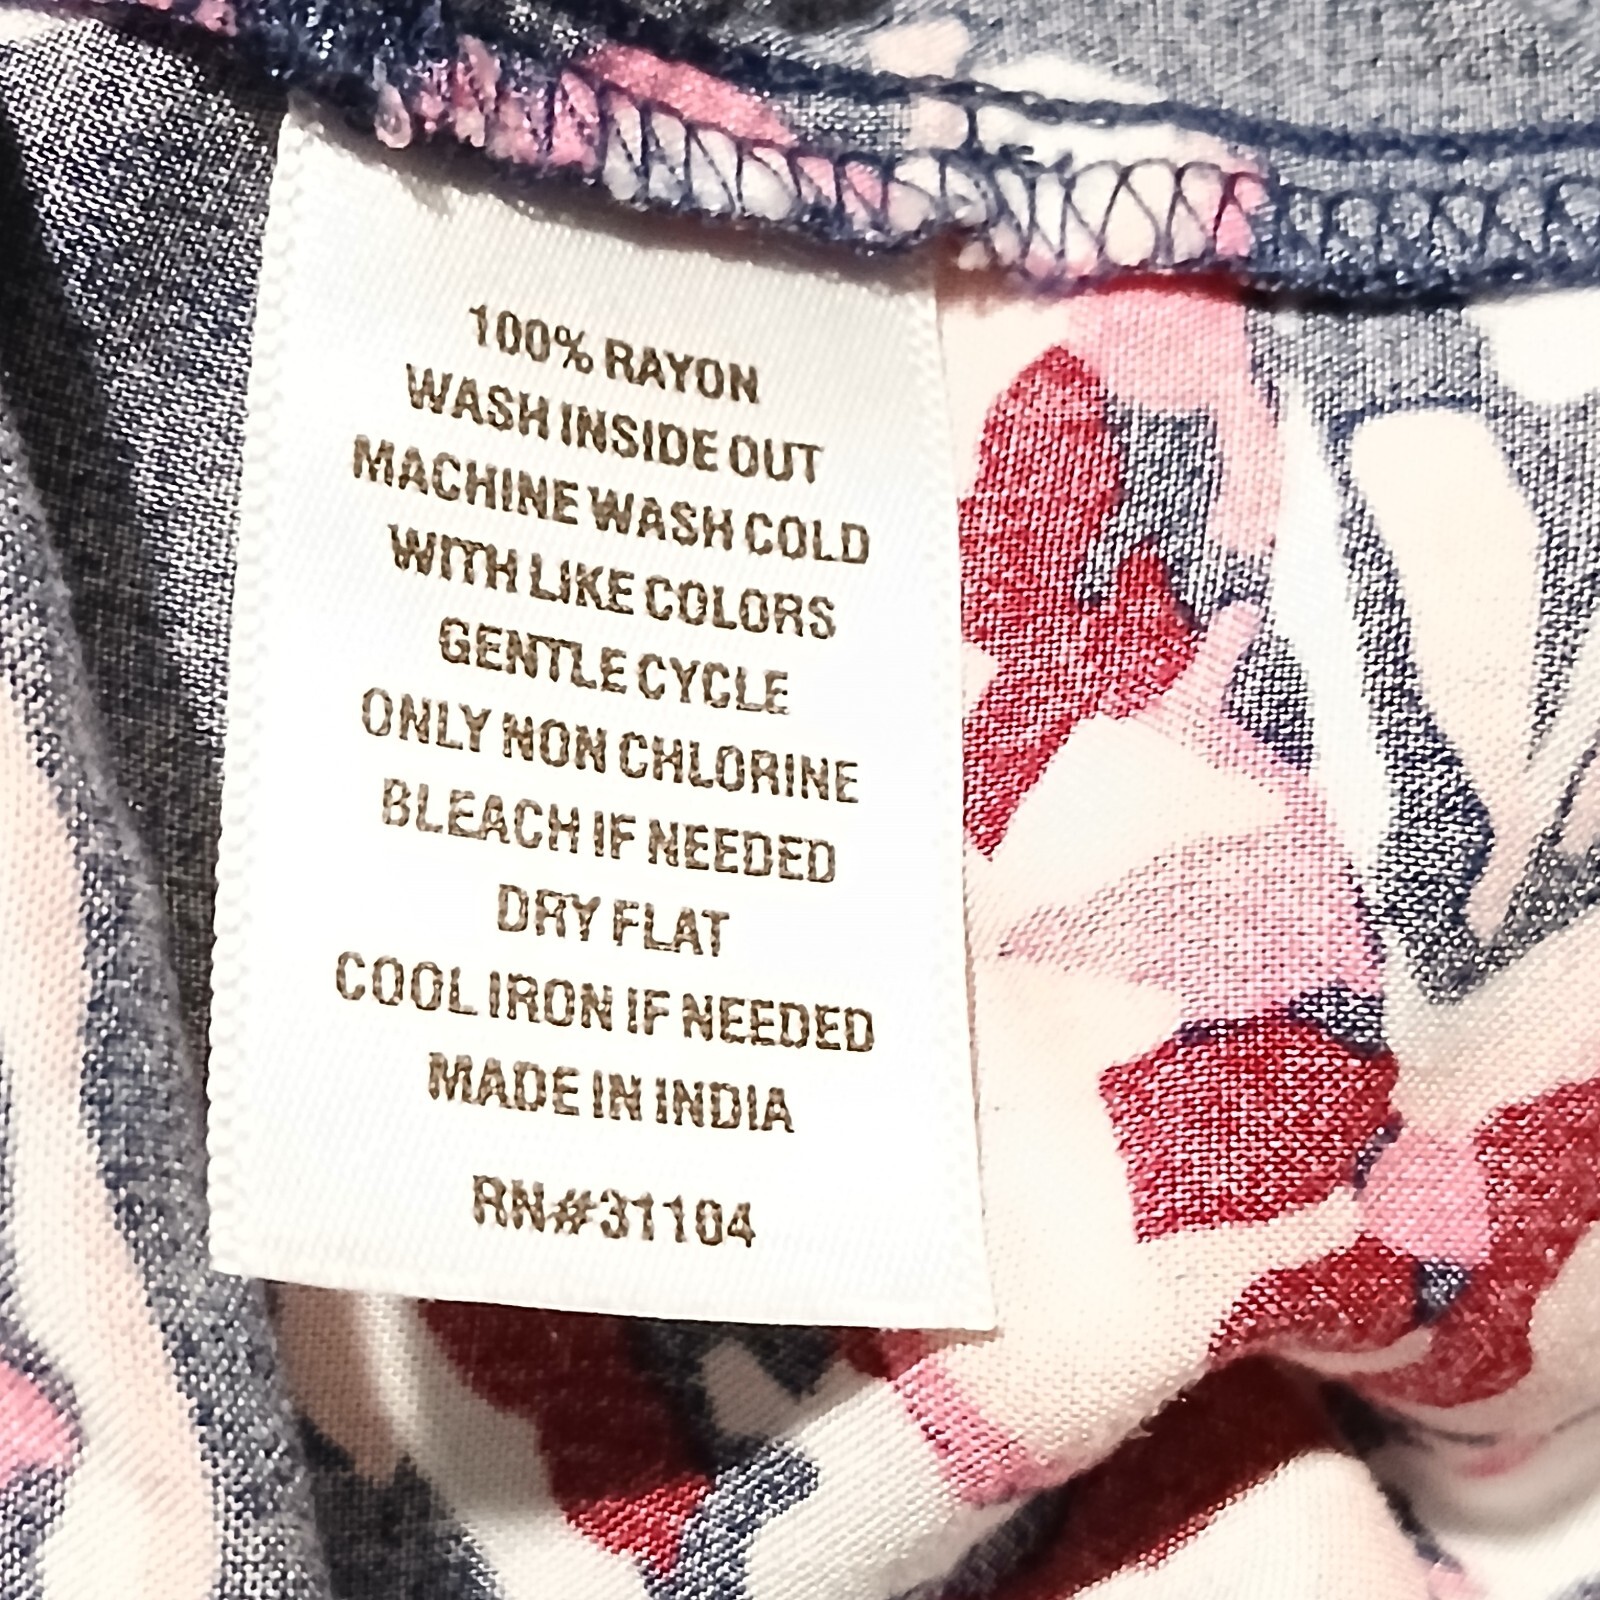 100% RAYON
WASH INSIDE OUT
MACHINE WASH COLD
WITH LIKE COLORS
GENTLE CYCLE
ONLY NON CHLORINE
BLEACH IF NEEDED
DRY FLAT
COOL IRON IF NEEDED
MADE IN INDIA
RN#31104